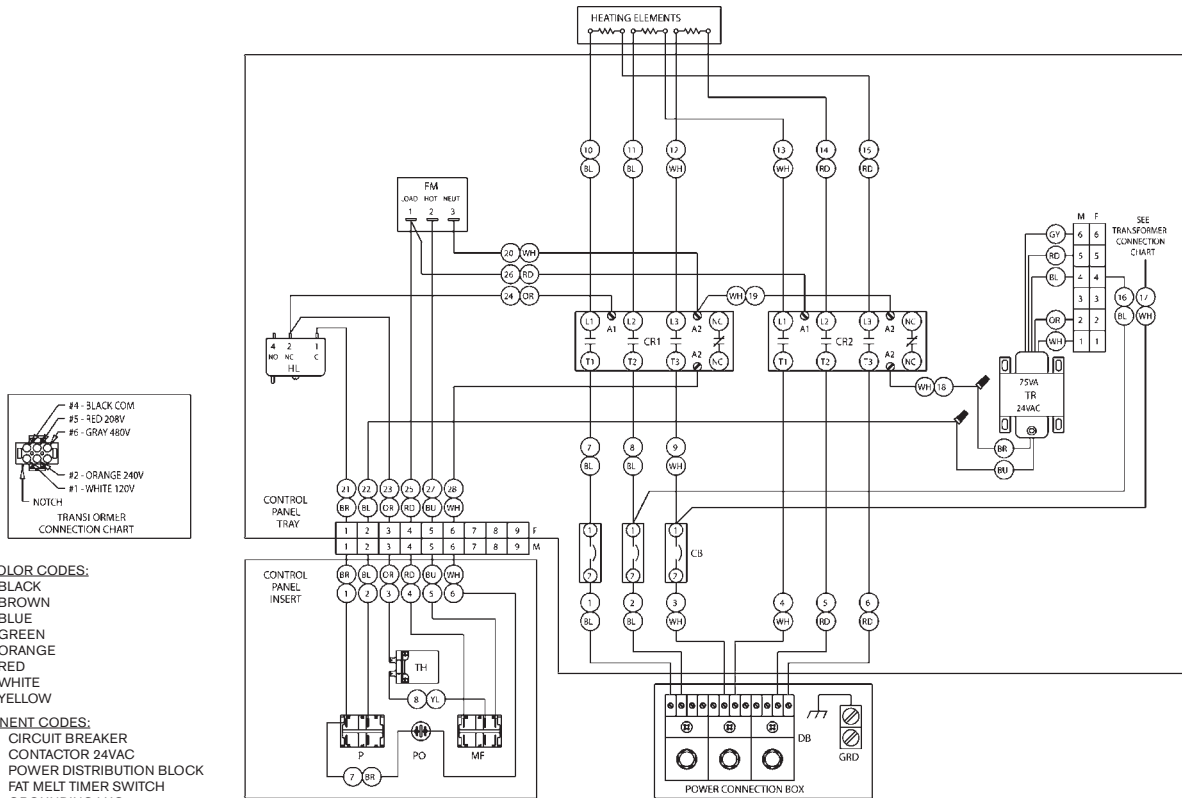 HEATING ELEMENTS
10 11 12 13 14 15
BL BL WH WH RD RD
FM
LOAD HOT NEUT
1 2 3
M F
SEE
TRANSFORMER
CONNECTION
CHART
GY 6 6
RD 5 5
BL 4 4
3 3
OR 2 2
WH 1 1
16 17
BL WH
20 WH
26 RD
24 OR
WH 19
L1 A1 L2 L3 A2 NC
CR1
T1 T2 T3 A2 NC
L1 A1 L2 L3 A2 NC
CR2
T1 T2 T3 A2 NC
4 2 1
NO NC C
HL
WH 18
75VA
TR
24VAC
BR
BU
#4 - BLACK COM
#5 - RED 208V
#6 - GRAY 480V
#2 - ORANGE 240V
#1 - WHITE 120V
NOTCH
TRANSFORMER
CONNECTION CHART
7 8 9
BL BL WH
21 22 23 25 27 28
BR BL OR RD BU WH
CONTROL
PANEL
TRAY
1 2 3 4 5 6 7 8 9 F
1 2 3 4 5 6 7 8 9 M
1 1 1
CB
2 2 2
CONTROL
PANEL
INSERT
BR BL OR RD BU WH
1 2 3 4 5 6
1 2 3 4 5 6
BL BL WH WH RD RD
TH
8 YL
P PO MF
7 BR
DB
GRD
POWER CONNECTION BOX
OLOR CODES:
BLACK
BROWN
BLUE
GREEN
ORANGE
RED
WHITE
YELLOW
NENT CODES:
CIRCUIT BREAKER
CONTACTOR 24VAC
POWER DISTRIBUTION BLOCK
FAT MELT TIMER SWITCH